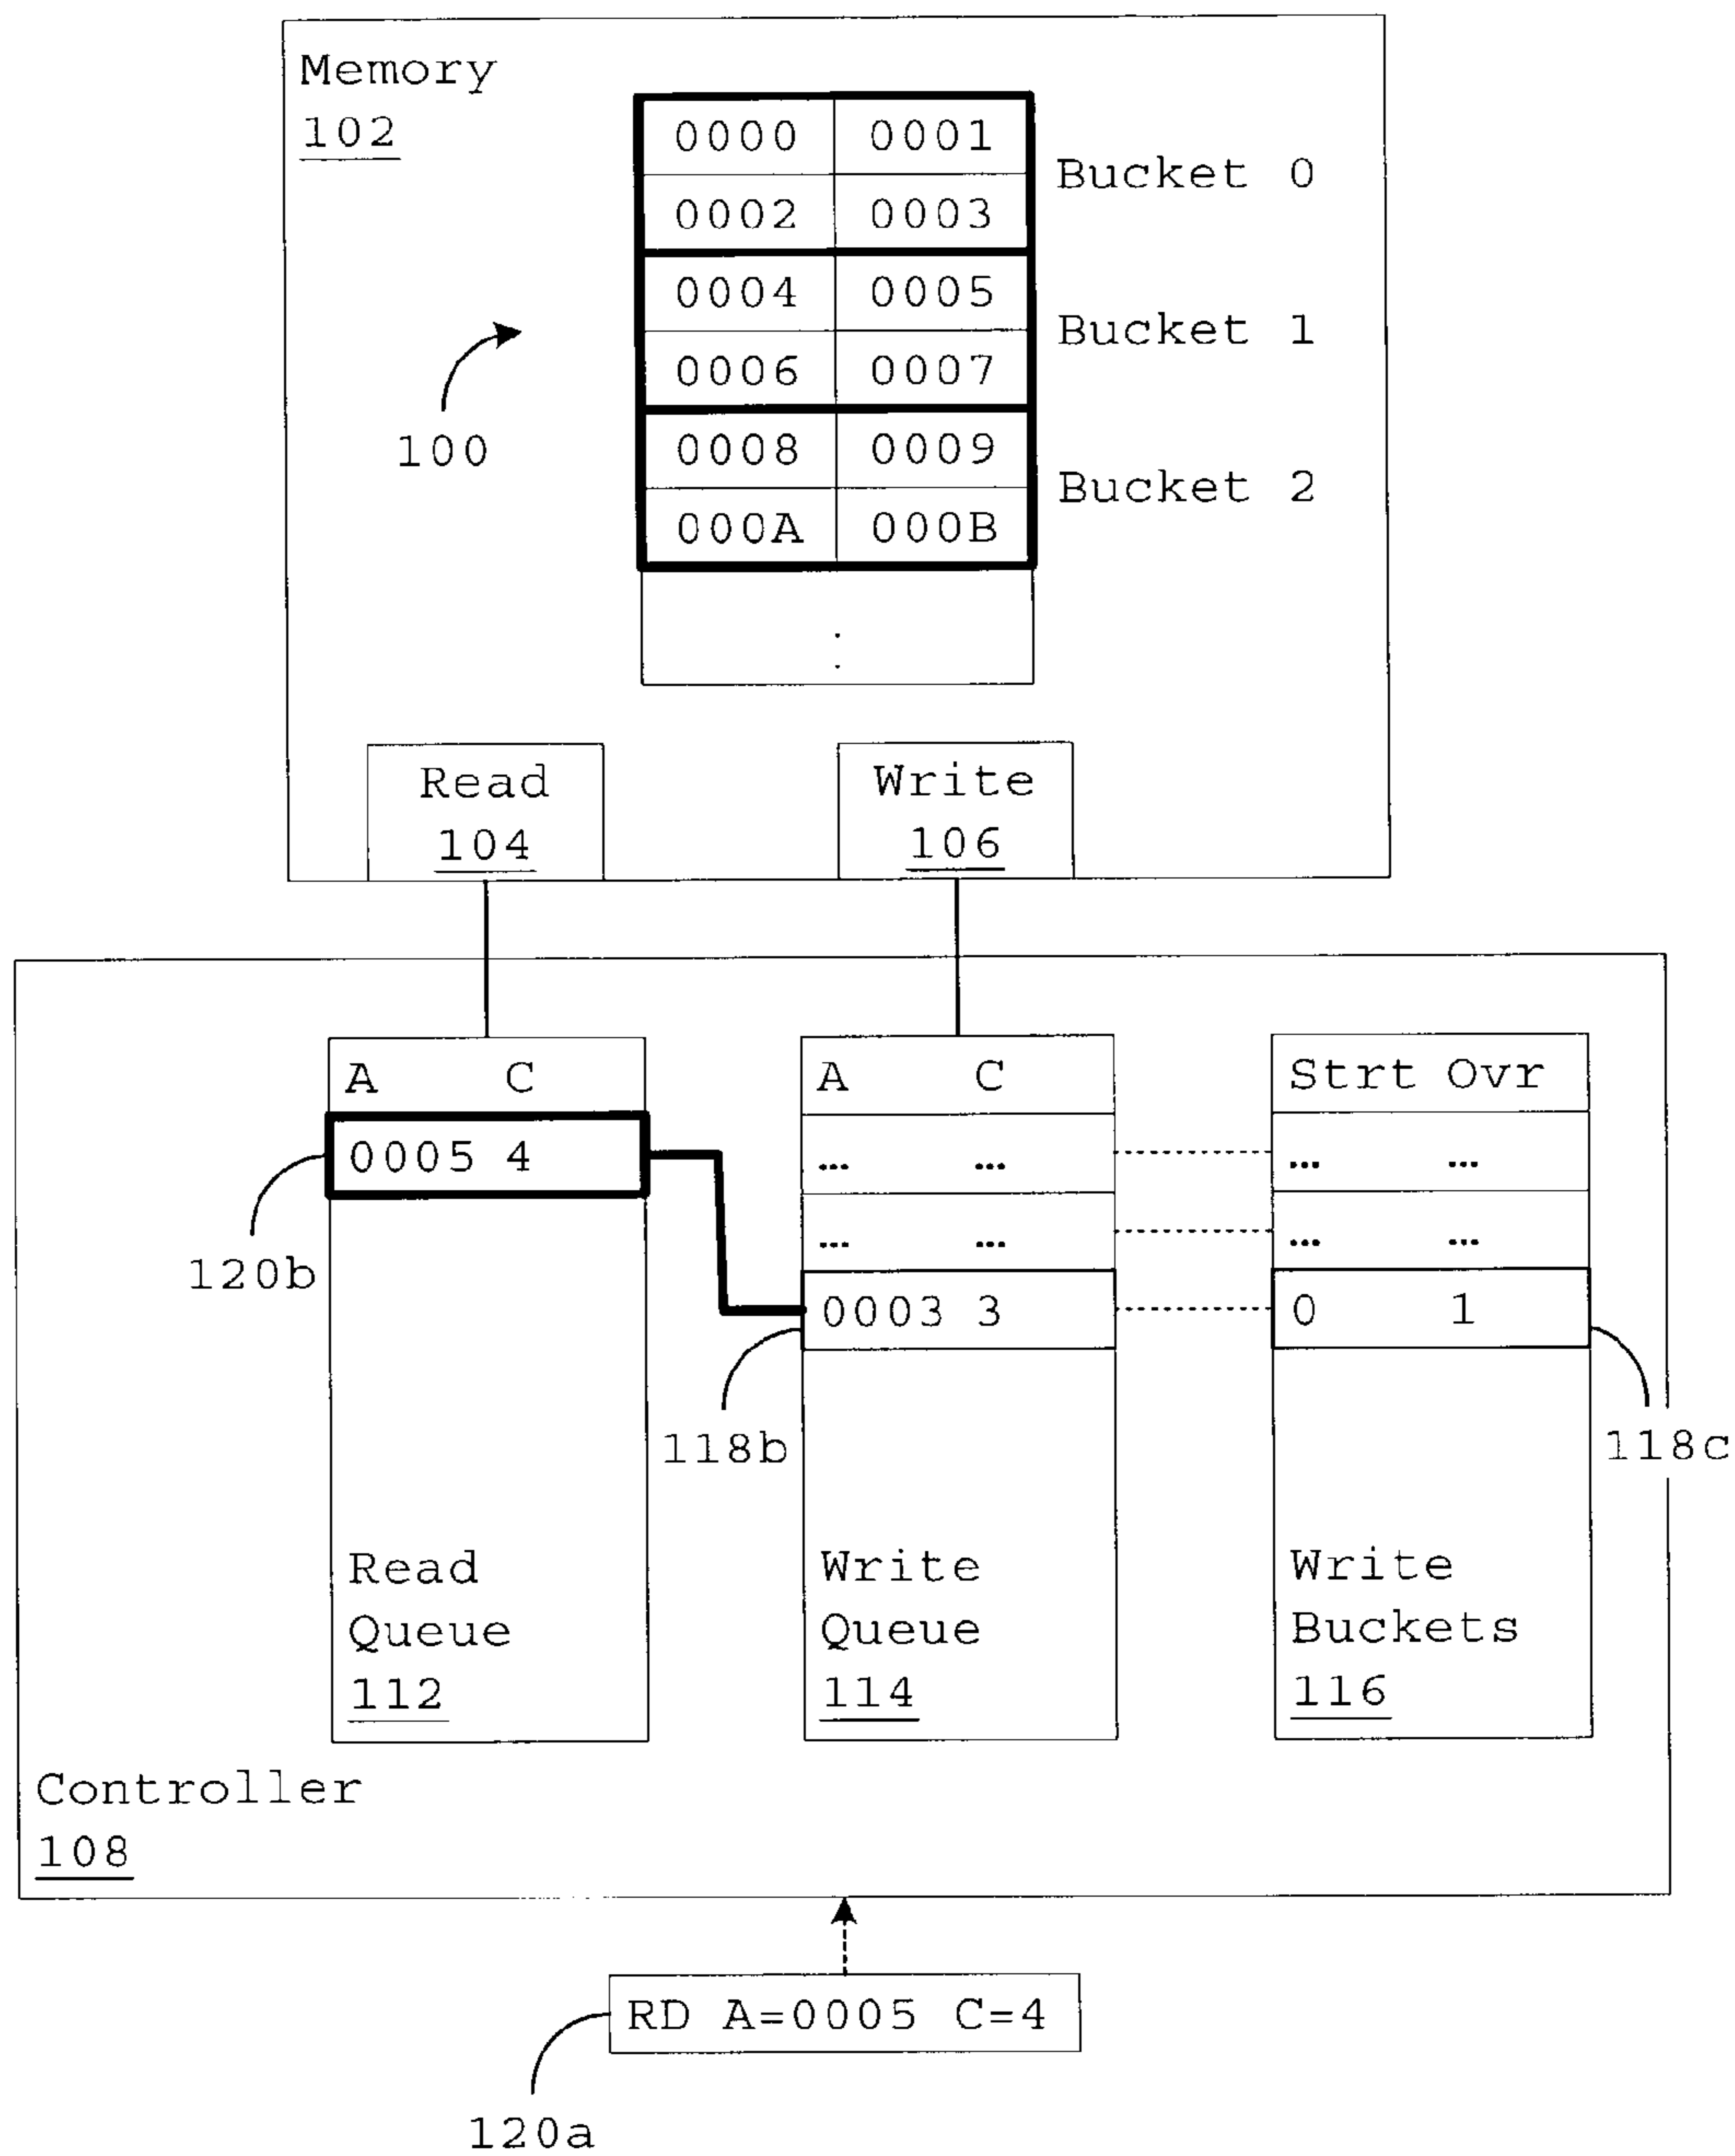 Memory
102
0000 0001
Bucket 0
0002 0003
0004 0005
Bucket 1
0006 0007
100
0008 0009
Bucket 2
000A 000B
:
Read
104
Write
106
A C
A C
Strt Ovr
0005 4
... ...
... ...
... ...
... ...
120b
0003 3
0 1
118b
118c
Read
Queue
112
Write
Queue
114
Write
Buckets
116
Controller
108
RD A=0005 C=4
120a